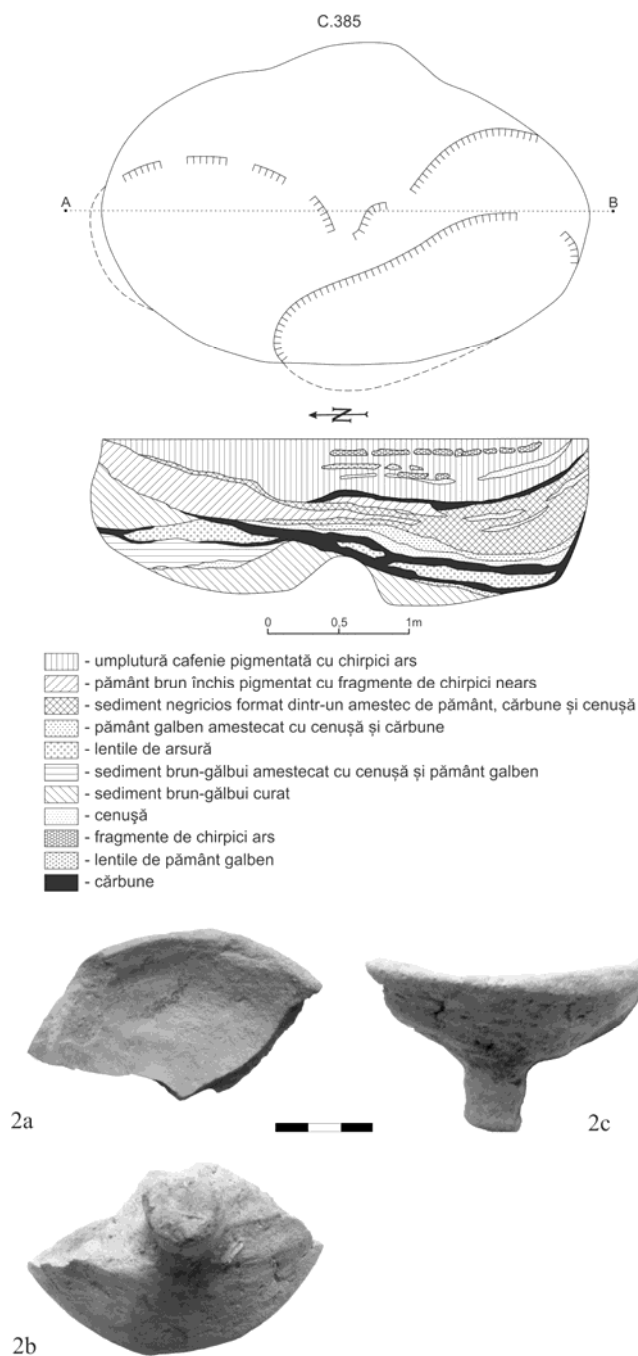 C.385
A
B
N
0 0,5 1m
- umplutură cafenie pigmentată cu chirpici ars
- pământ brun închis pigmentat cu fragmente de chirpici nears
- sediment negricios format dintr-un amestec de pământ, cărbune și cenușă
- pământ galben amestecat cu cenușă și cărbune
- lentile de arsură
- sediment brun-gălbui amestecat cu cenușă și pământ galben
- sediment brun-gălbui curat
- cenuşă
- fragmente de chirpici ars
- lentile de pământ galben
- cărbune
2a
2c
2b